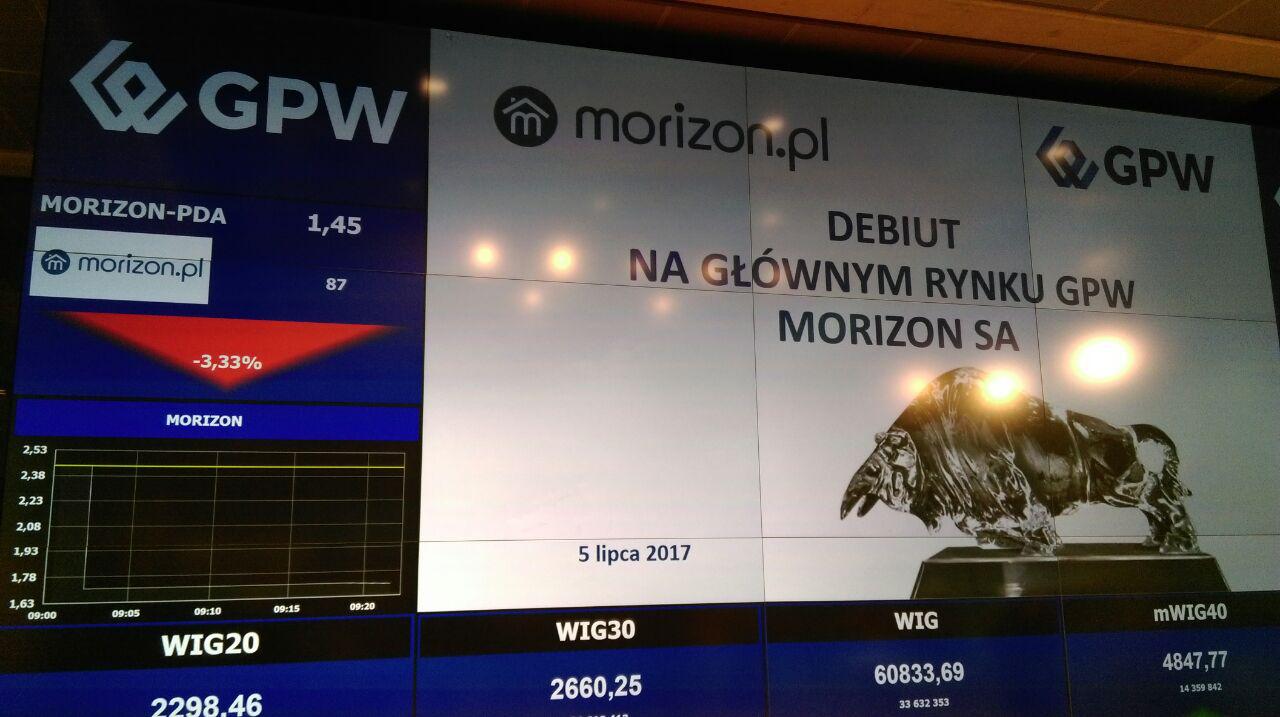 GPW
MORIZON-PDA 1,45
morizon.pl
87
-3,33%
MORIZON
2,53
2,38
2,23
2,08
1,93
1,78
1,63
09:00 09:05 09:10 09:15 09:20
morizon.pl
GPW
DEBIUT
NA GŁÓWNYM RYNKU GPW
MORIZON SA
5 lipca 2017
WIG20
2298,46
WIG30
2660,25
WIG
60833,69
33 632 353
mWIG40
4847,77
14 359 842